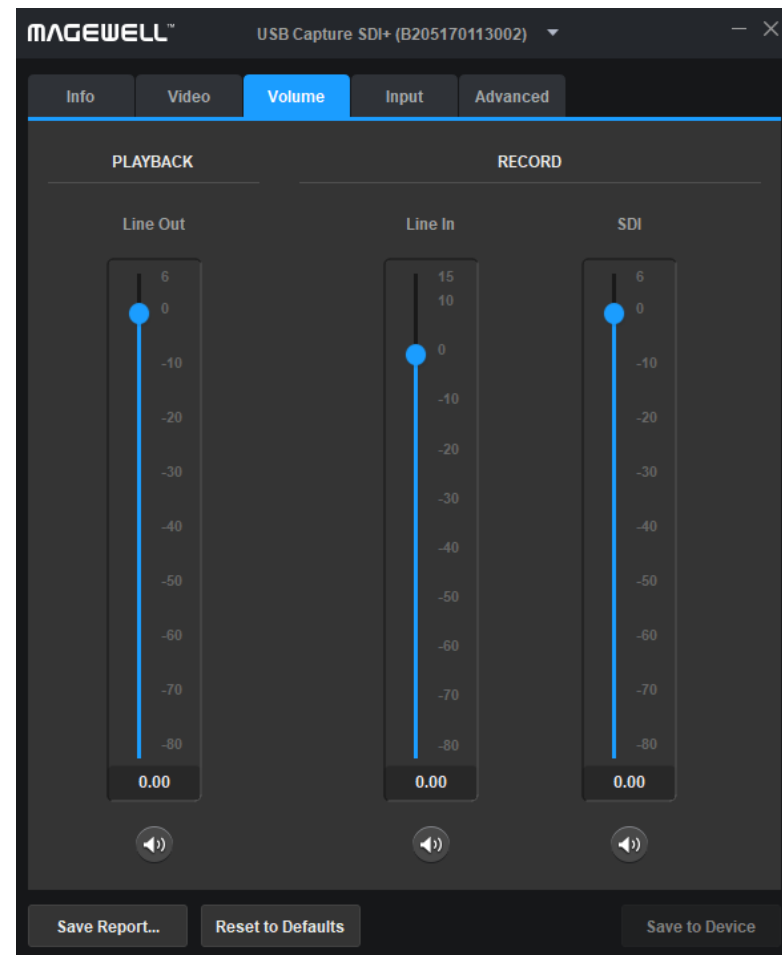 MAGEWELL™ USB Capture SDI+ (B205170113002)
Info Video Volume Input Advanced
PLAYBACK RECORD
Line Out Line In SDI
6 15 6
10
0 0 0
-10 -10 -10
-20 -20 -20
-30 -30 -30
-40 -40 -40
-50 -50 -50
-60 -60 -60
-70 -70 -70
-80 -80 -80
0.00 0.00 0.00
Save Report... Reset to Defaults Save to Device